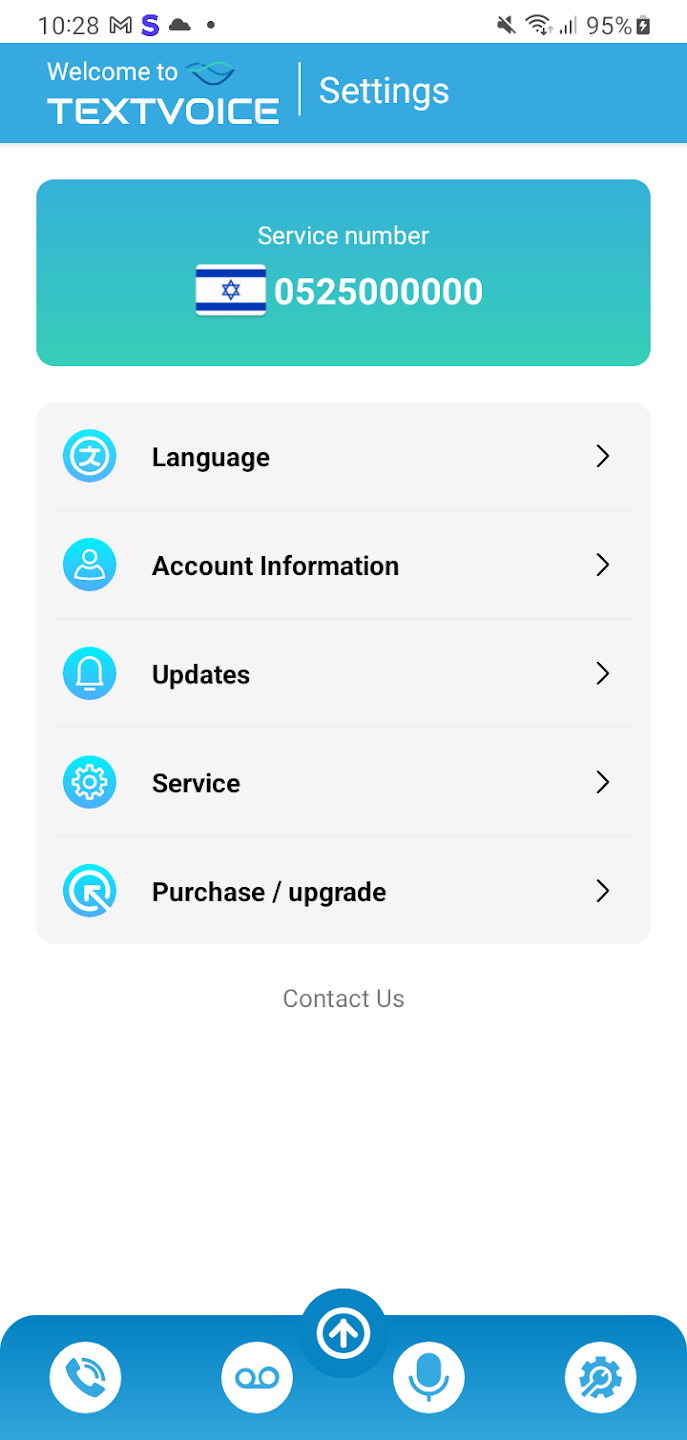 10:28 95%
Welcome to
TEXTVOICE
Settings
Service number
0525000000
Language
Account Information
Updates
Service
Purchase / upgrade
Contact Us